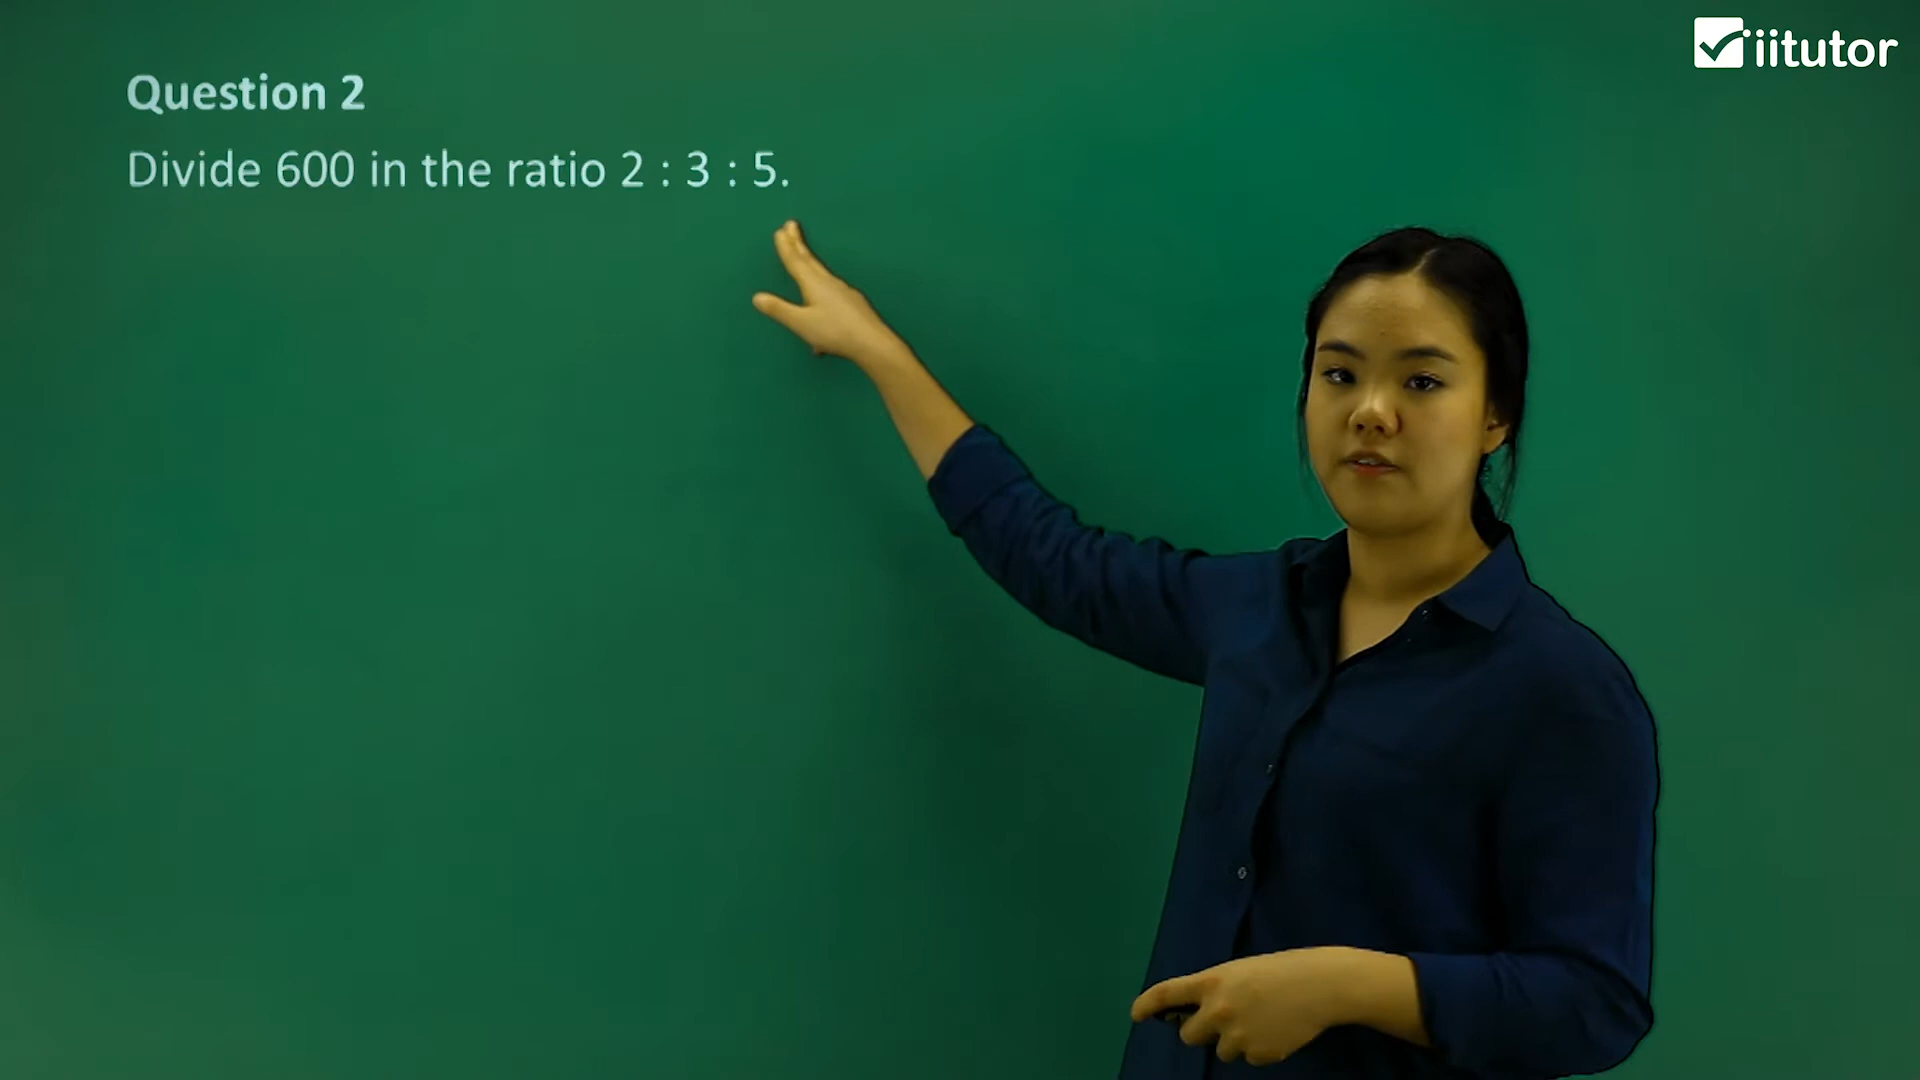 iitutor
Question 2
Divide 600 in the ratio 2 : 3 : 5.